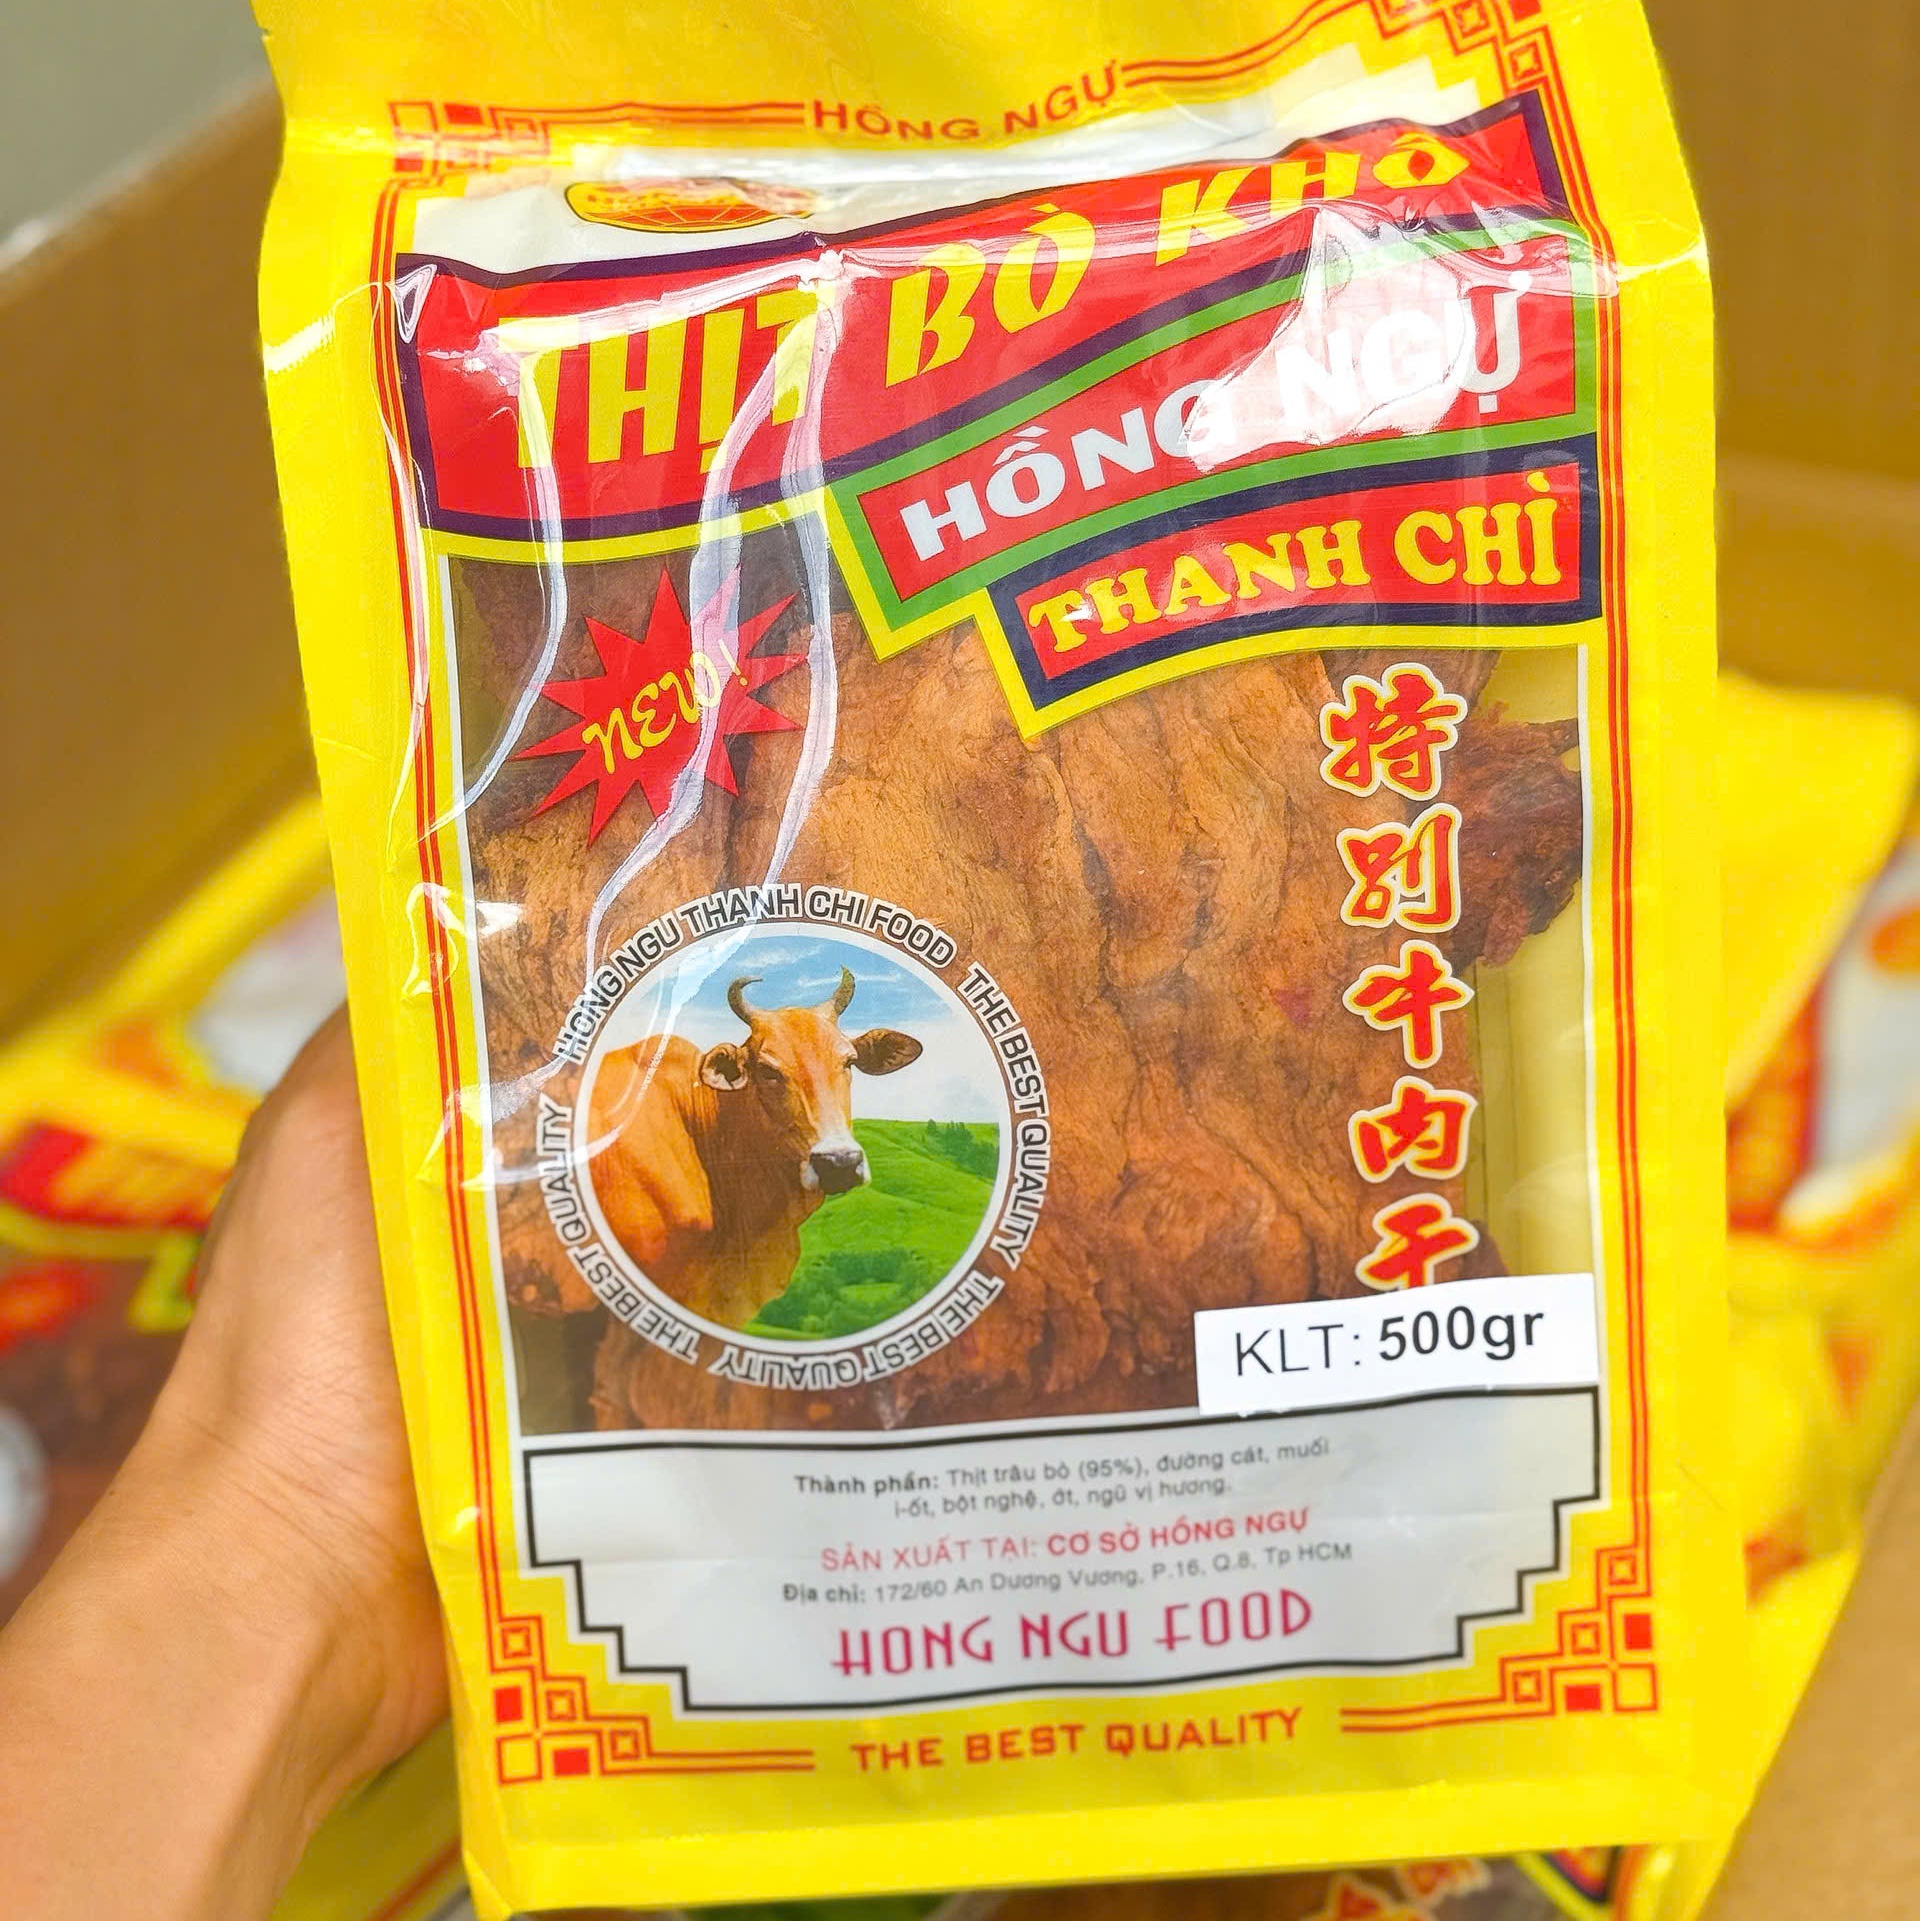 HỒNG NGỰ
THỊT BÒ KHÔ
HỒNG NGỰ
THANH CHÌ
NEW!
特別牛肉干
HONG NGU THANH CHI FOOD THE BEST QUALITY THE BEST QUALITY THE BEST QUALITY
KLT: 500gr
Thành phần: Thịt trâu bò (95%), đường cát, muối
i-ốt, bột nghệ, ớt, ngũ vị hương.
SẢN XUẤT TẠI: CƠ SỞ HỒNG NGỰ
Địa chỉ: 172/60 An Dương Vương, P.16, Q.8, Tp HCM
HONG NGU FOOD
THE BEST QUALITY